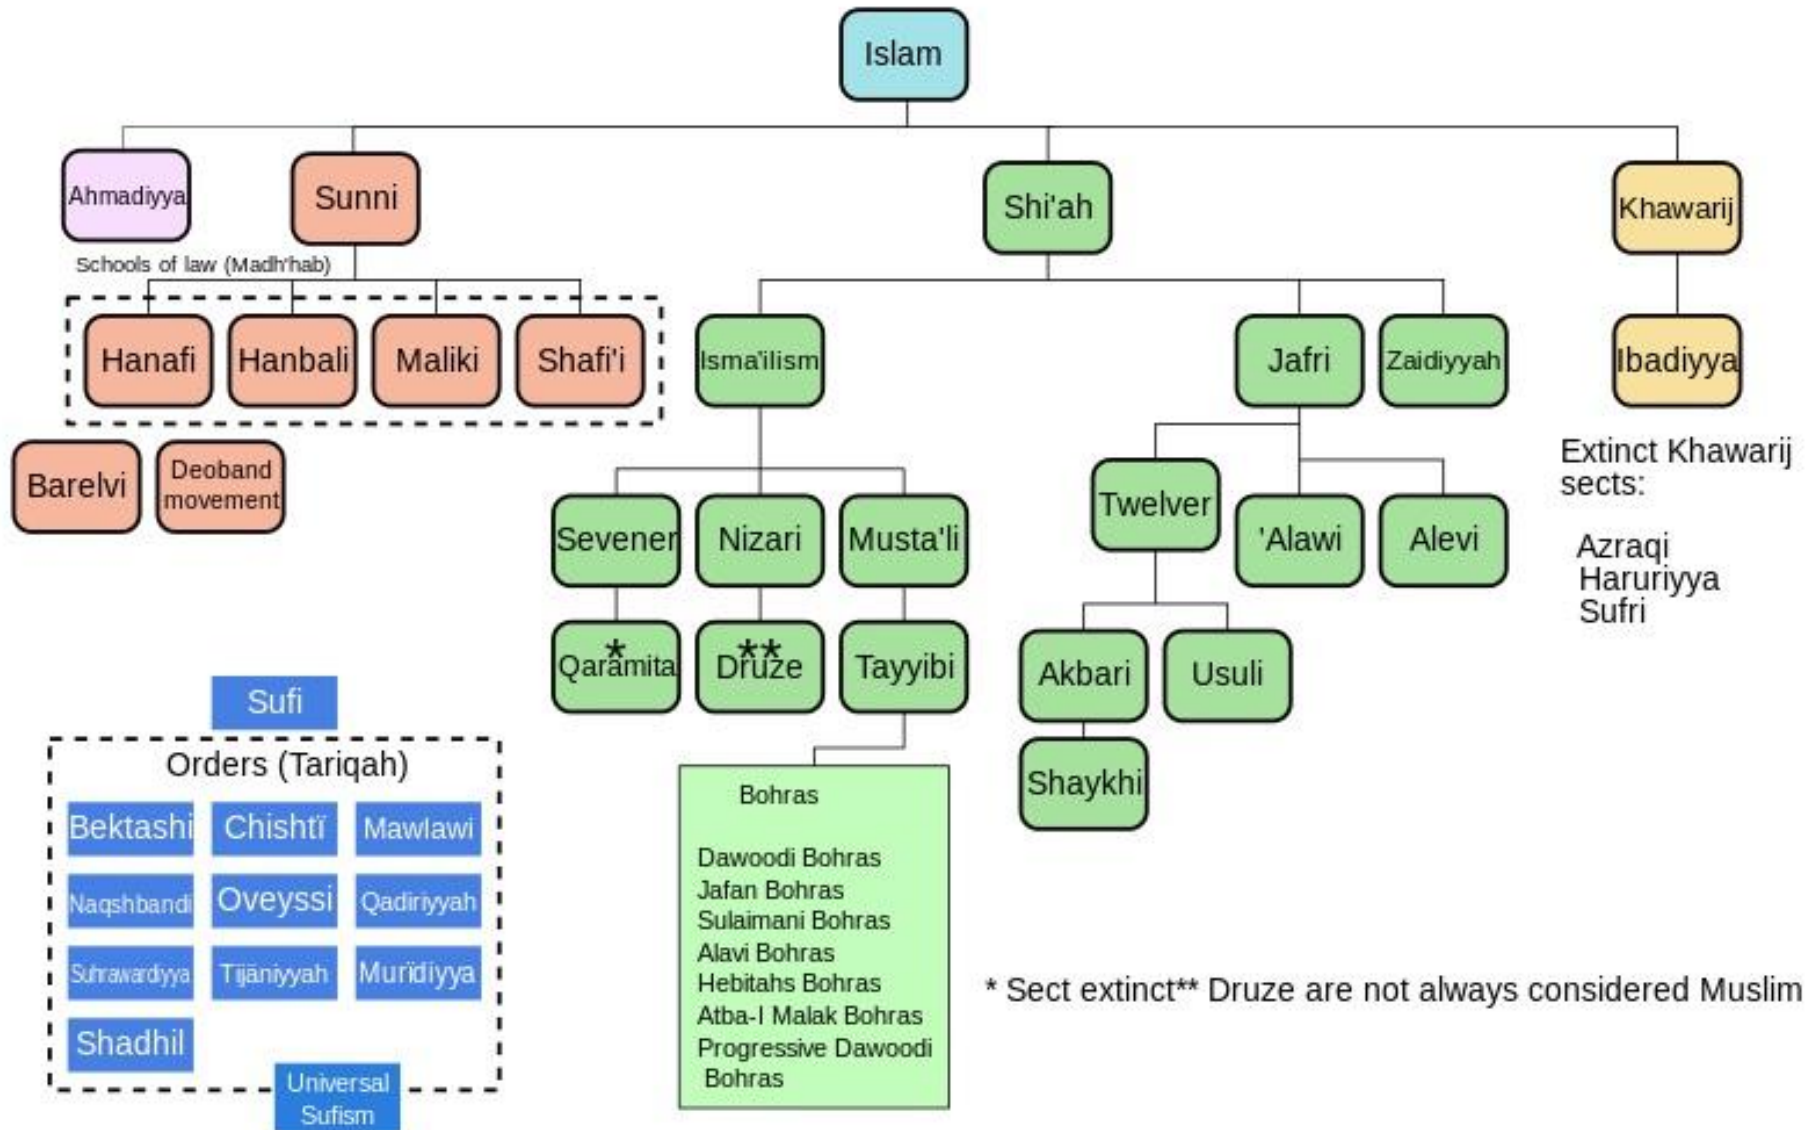 Islam
Ahmadiyya
Sunni
Shi'ah
Khawarij
Schools of law (Madh'hab)
Hanafi
Hanbali
Maliki
Shafi'i
Isma'ilism
Jafri
Zaidiyyah
Ibadiyya
Barelvi
Deoband
movement
Extinct Khawarij
sects:
Azraqi
Haruriyya
Sufri
Sevener
Nizari
Musta'li
Twelver
'Alawi
Alevi
*
Qaramita
**
Druze
Tayyibi
Akbari
Usuli
Shaykhi
Sufi
Orders (Tariqah)
Bektashi
Chishtï
Mawlawi
Naqshbandi
Oveyssi
Qadiriyyah
Suhrawardiyya
Tijäniyyah
Murïdiyya
Shadhil
Universal
Sufism
Bohras
Dawoodi Bohras
Jafan Bohras
Sulaimani Bohras
Alavi Bohras
Hebitahs Bohras
Atba-I Malak Bohras
Progressive Dawoodi
Bohras
* Sect extinct** Druze are not always considered Muslim